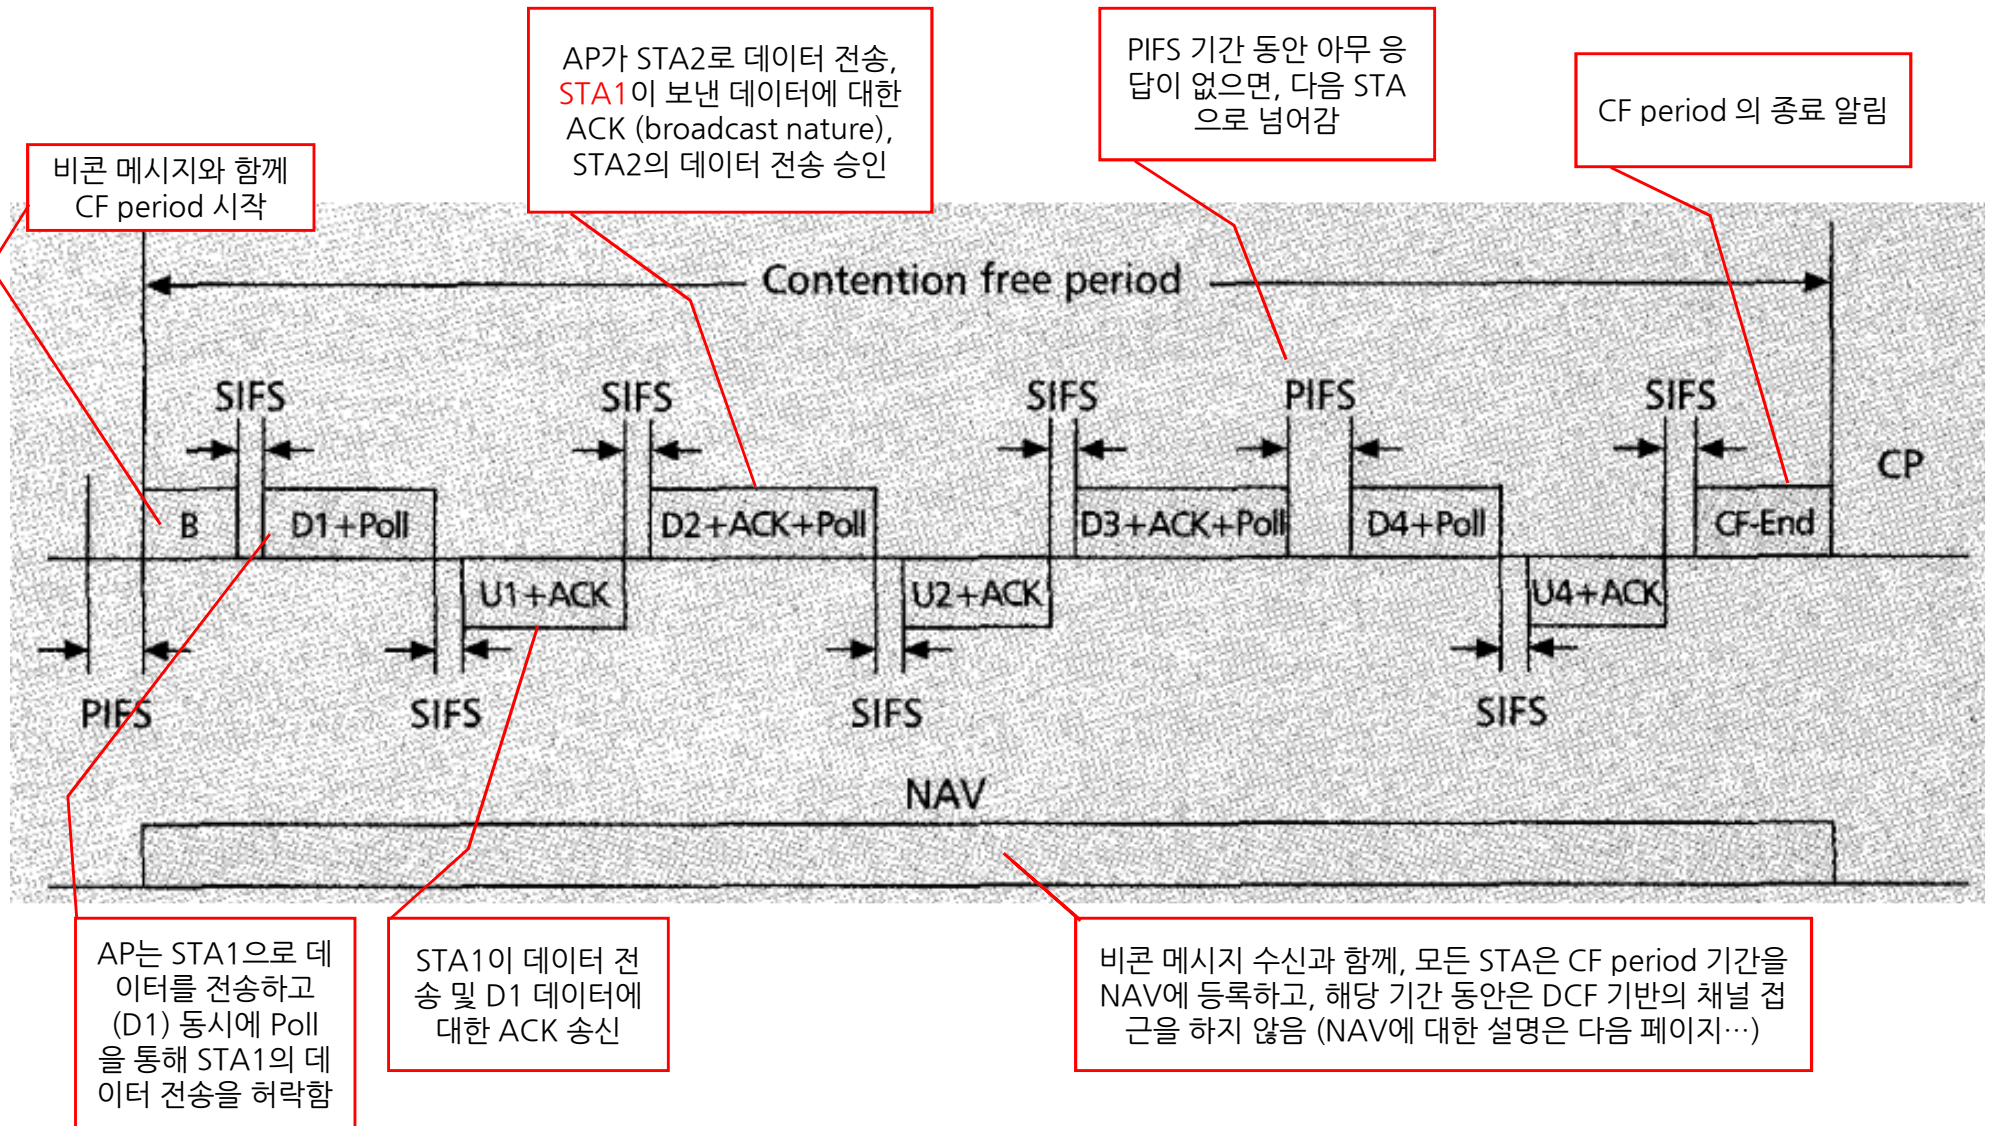 AP가 STA2로 데이터 전송,
STA1이 보낸 데이터에 대한
ACK (broadcast nature),
STA2의 데이터 전송 승인
PIFS 기간 동안 아무 응
답이 없으면, 다음 STA
으로 넘어감
CF period 의 종료 알림
비콘 메시지와 함께
CF period 시작
Contention free period
SIFS
SIFS
SIFS
PIFS
SIFS
CP
B
D1+Poll
D2+ACK+Poll
D3+ACK+Poll
D4+Poll
CF-End
U1+ACK
U2+ACK
U4+ACK
PIFS
SIFS
SIFS
SIFS
NAV
AP는 STA1으로 데
이터를 전송하고
(D1) 동시에 Poll
을 통해 STA1의 데
이터 전송을 허락함
STA1이 데이터 전
송 및 D1 데이터에
대한 ACK 송신
비콘 메시지 수신과 함께, 모든 STA은 CF period 기간을
NAV에 등록하고, 해당 기간 동안은 DCF 기반의 채널 접
근을 하지 않음 (NAV에 대한 설명은 다음 페이지…)